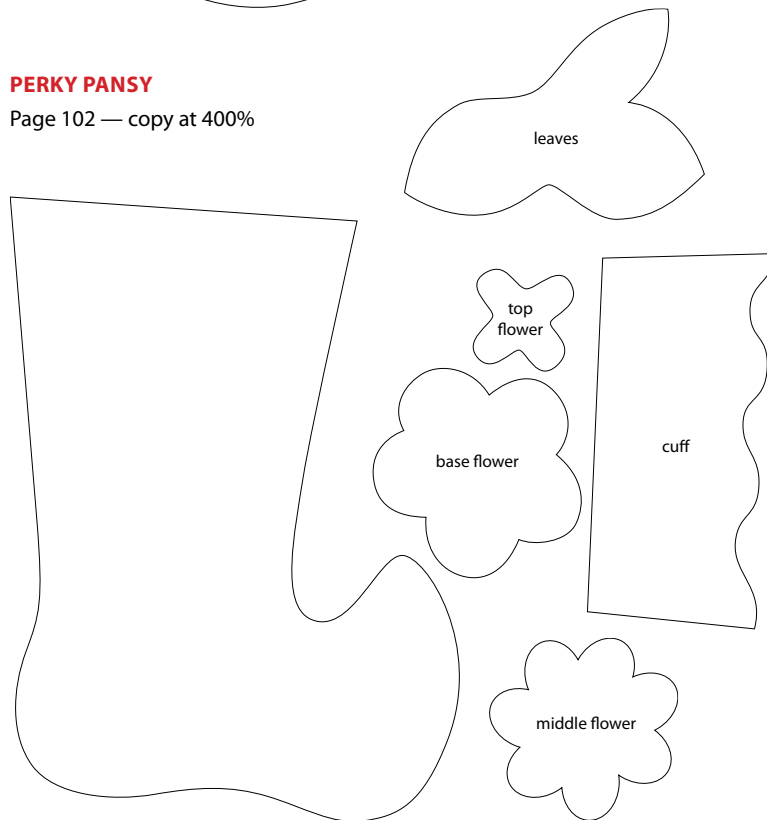 PERKY PANSY
Page 102 — copy at 400%
leaves
top
flower
base flower
cuff
middle flower